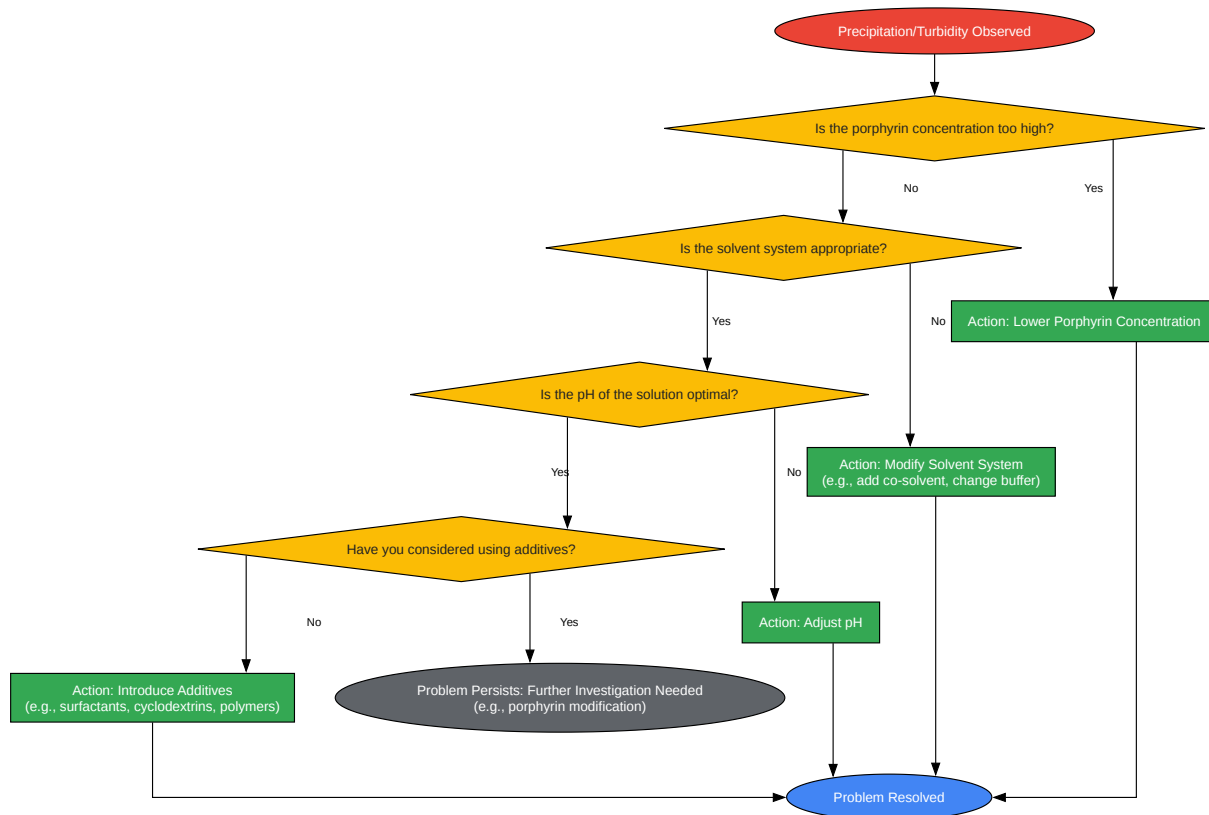 Precipitation/Turbidity Observed
Is the porphyrin concentration too high?
No
Yes
Is the solvent system appropriate?
Yes
No
Action: Lower Porphyrin Concentration
Is the pH of the solution optimal?
Yes
No
Action: Modify Solvent System
(e.g., add co-solvent, change buffer)
Have you considered using additives?
No
Yes
Action: Adjust pH
Action: Introduce Additives
(e.g., surfactants, cyclodextrins, polymers)
Problem Persists: Further Investigation Needed
(e.g., porphyrin modification)
Problem Resolved